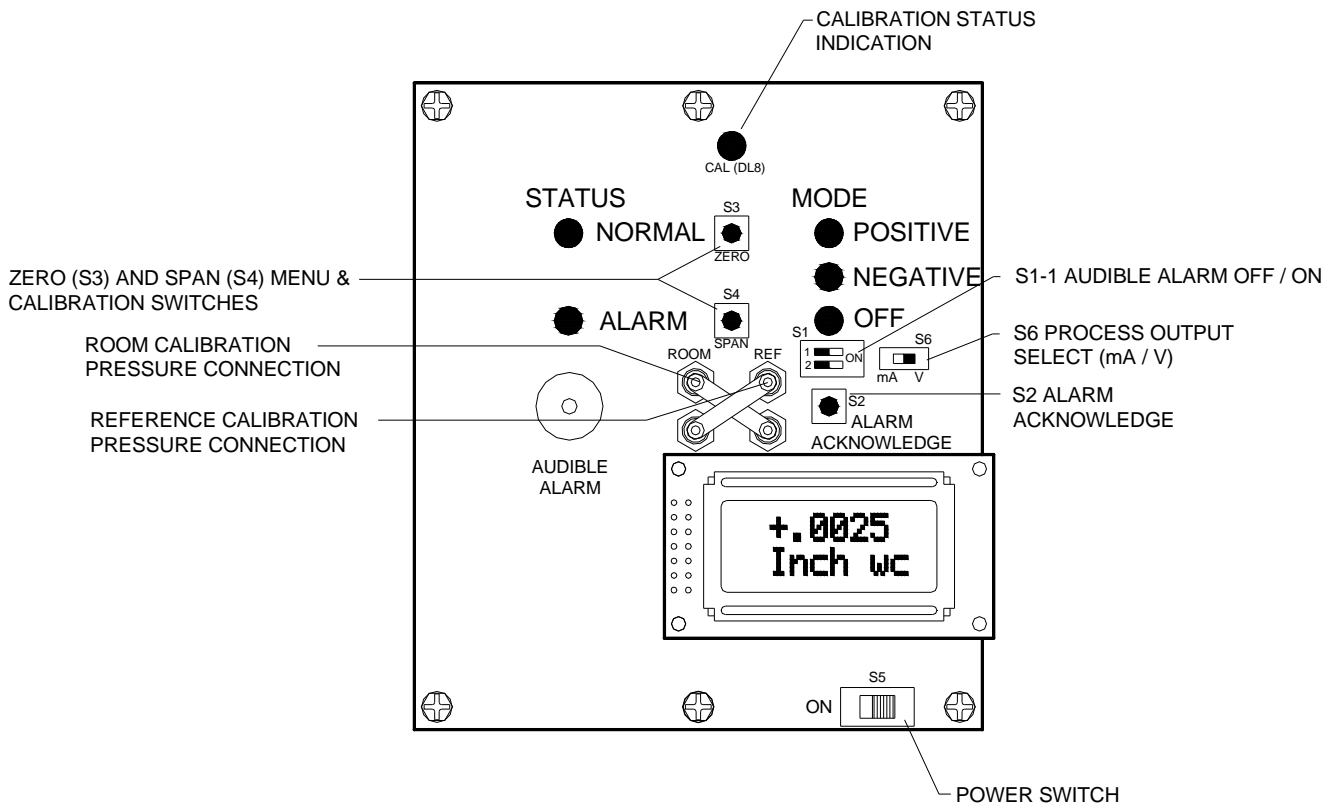 CALIBRATION STATUS
INDICATION
CAL (DL8)
STATUS
MODE
S3
NORMAL
POSITIVE
ZERO
ZERO (S3) AND SPAN (S4) MENU &
CALIBRATION SWITCHES
NEGATIVE
S1-1 AUDIBLE ALARM OFF / ON
S4
ALARM
OFF
SPAN
S1
1
2
ON
S6
mA V
S6 PROCESS OUTPUT
SELECT (mA / V)
ROOM CALIBRATION
PRESSURE CONNECTION
ROOM
REF
REFERENCE CALIBRATION
PRESSURE CONNECTION
S2
ALARM
ACKNOWLEDGE
S2 ALARM
ACKNOWLEDGE
AUDIBLE
ALARM
+.0025
Inch wc
S5
ON
POWER SWITCH